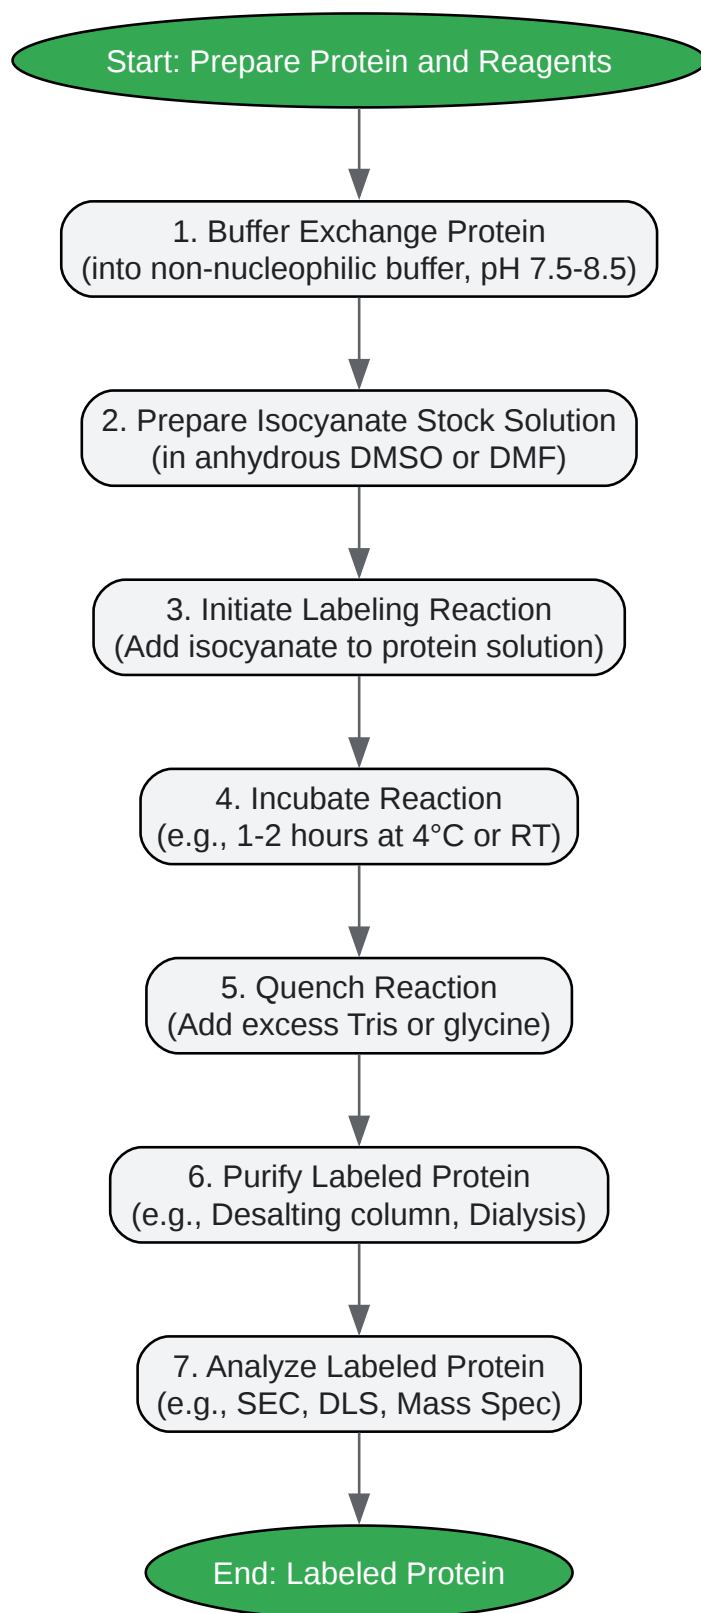 Start: Prepare Protein and Reagents
1. Buffer Exchange Protein
(into non-nucleophilic buffer, pH 7.5-8.5)
2. Prepare Isocyanate Stock Solution
(in anhydrous DMSO or DMF)
3. Initiate Labeling Reaction
(Add isocyanate to protein solution)
4. Incubate Reaction
(e.g., 1-2 hours at 4°C or RT)
5. Quench Reaction
(Add excess Tris or glycine)
6. Purify Labeled Protein
(e.g., Desalting column, Dialysis)
7. Analyze Labeled Protein
(e.g., SEC, DLS, Mass Spec)
End: Labeled Protein